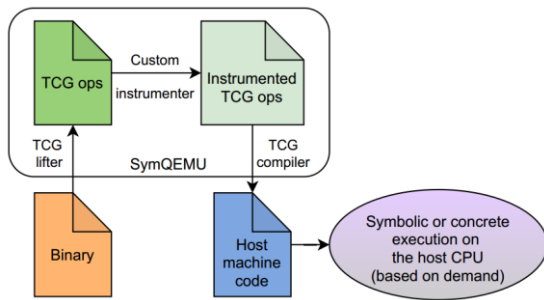 TCG ops
Custom
instrumenter
Instrumented
TCG ops
TCG
lifter
TCG
compiler
SymQEMU
Binary
Host
machine
code
Symbolic or concrete
execution on
the host CPU
(based on demand)